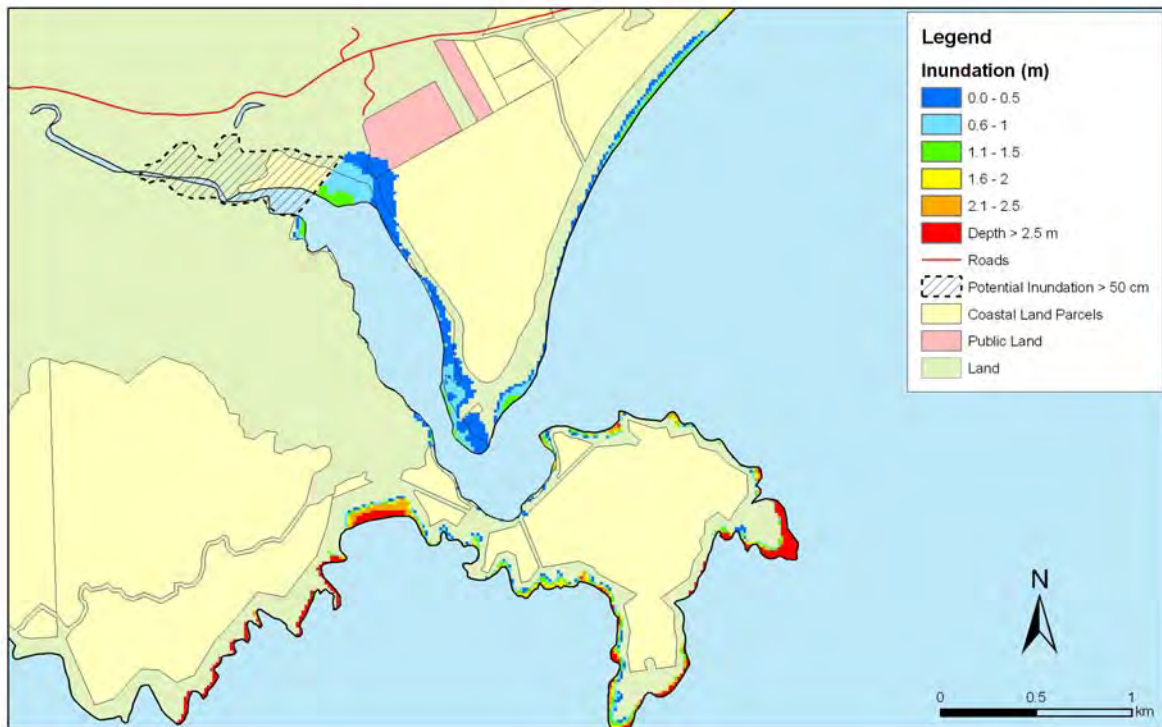 Legend
Inundation (m)
0.0 - 0.5
0.6 - 1
1.1 - 1.5
1.6 - 2
2.1 - 2.5
Depth > 2.5 m
Roads
Potential Inundation > 50 cm
Coastal Land Parcels
Public Land
Land
N
0 0.5 1
km